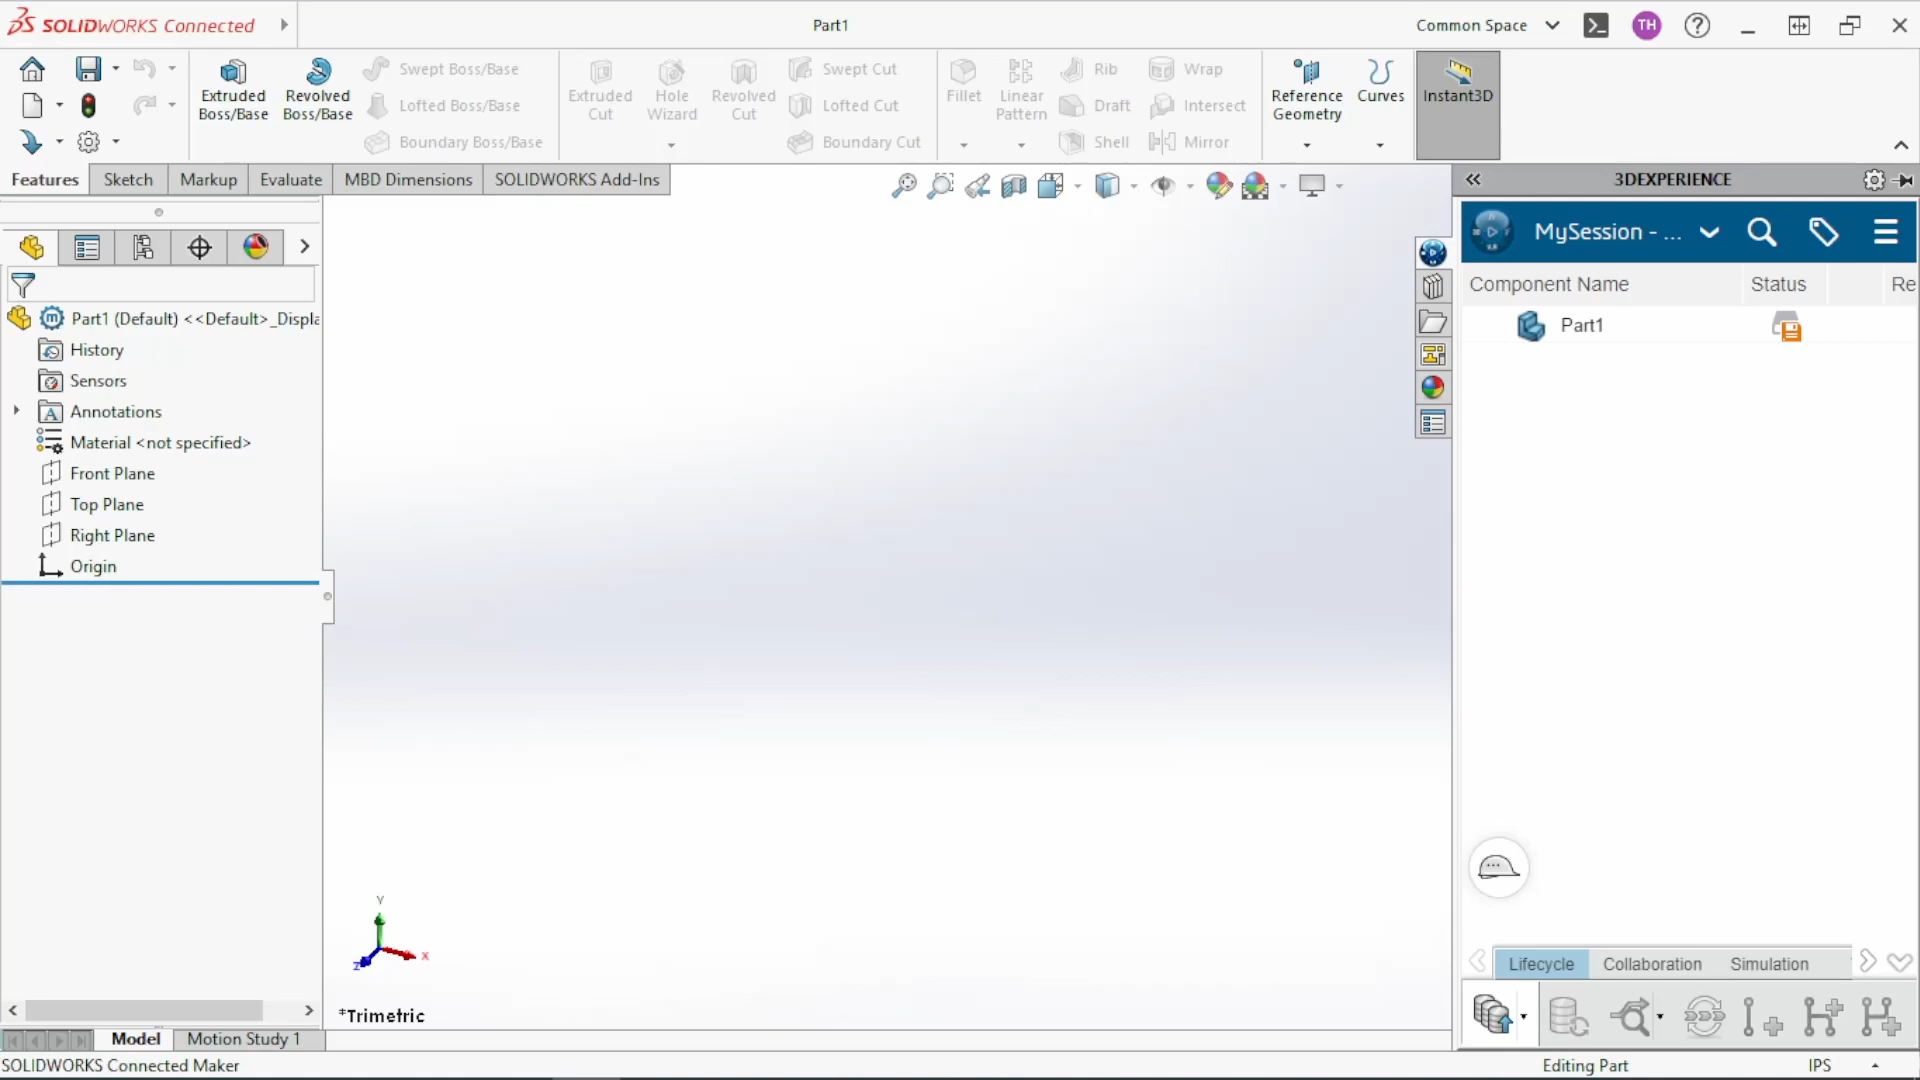 SOLIDWORKS Connected
Part1
Common Space
TH
Extruded Boss/Base
Revolved Boss/Base
Swept Boss/Base
Lofted Boss/Base
Boundary Boss/Base
Extruded Cut
Hole Wizard
Revolved Cut
Swept Cut
Lofted Cut
Boundary Cut
Fillet
Linear Pattern
Rib
Draft
Shell
Wrap
Intersect
Mirror
Reference Geometry
Curves
Instant3D
Features
Sketch
Markup
Evaluate
MBD Dimensions
SOLIDWORKS Add-Ins
3DEXPERIENCE
MySession - ...
Component Name
Status
Re
Part1
Part1 (Default) <<Default>_Displa
History
Sensors
Annotations
Material <not specified>
Front Plane
Top Plane
Right Plane
Origin
Y
X
Z
*Trimetric
Lifecycle
Collaboration
Simulation
Model
Motion Study 1
SOLIDWORKS Connected Maker
Editing Part
IPS